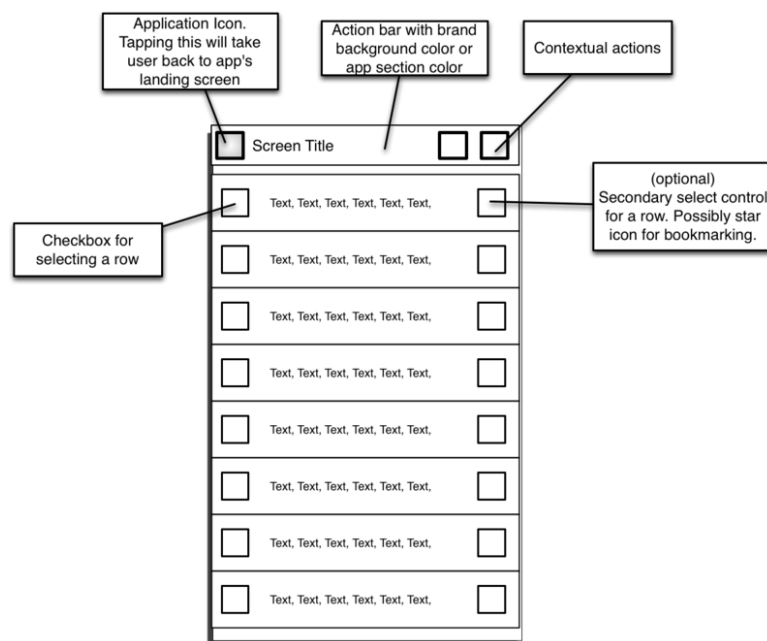 Application Icon.
Tapping this will take
user back to app's
landing screen
Action bar with brand
background color or
app section color
Contextual actions
Screen Title
(optional)
Secondary select control
for a row. Possibly star
icon for bookmarking.
Checkbox for
selecting a row
Text, Text, Text, Text, Text, Text,
Text, Text, Text, Text, Text, Text,
Text, Text, Text, Text, Text, Text,
Text, Text, Text, Text, Text, Text,
Text, Text, Text, Text, Text, Text,
Text, Text, Text, Text, Text, Text,
Text, Text, Text, Text, Text, Text,
Text, Text, Text, Text, Text, Text,